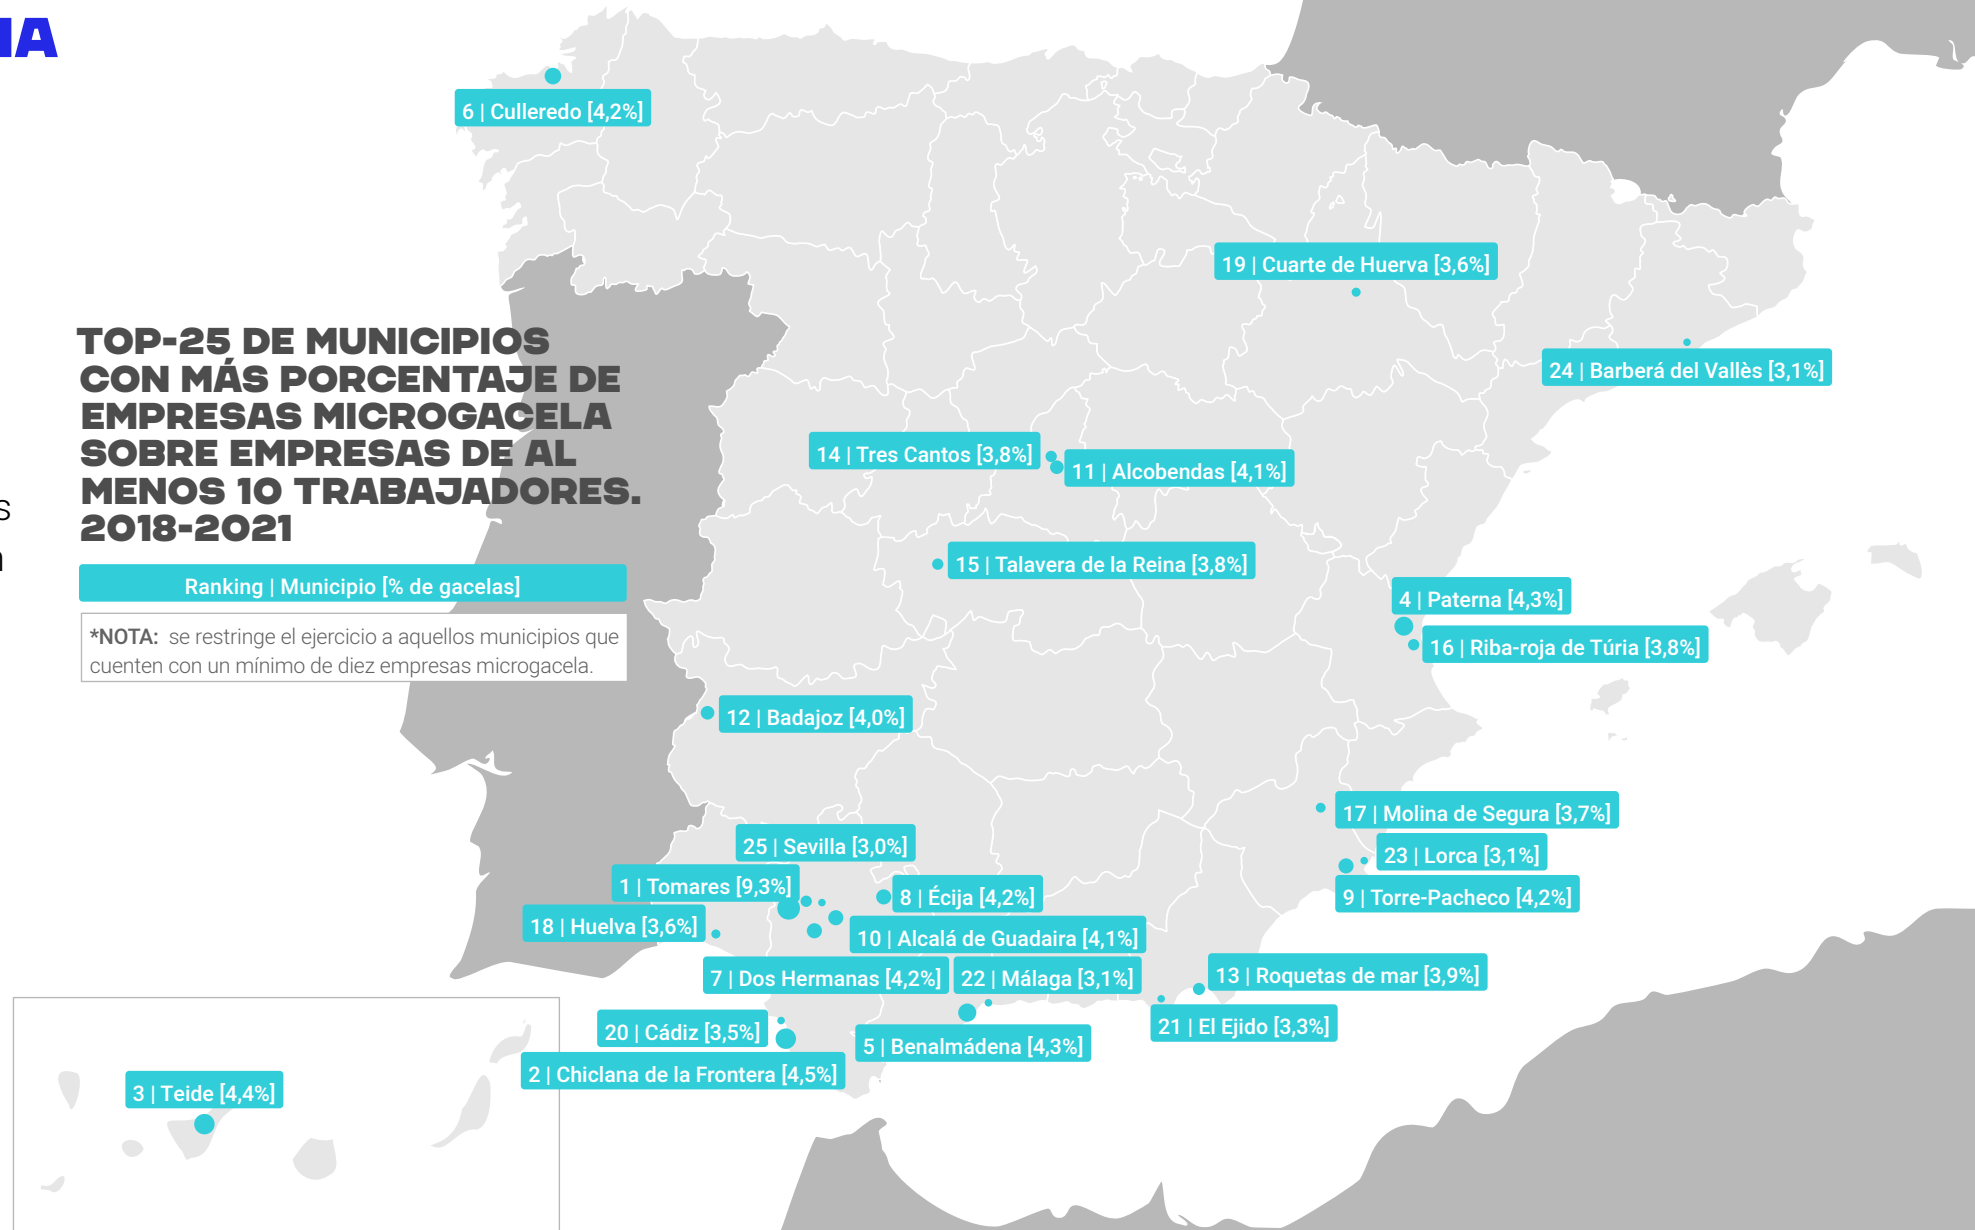 IA
s
n
TOP-25 DE MUNICIPIOS
CON MÁS PORCENTAJE DE
EMPRESAS MICROGACELA
SOBRE EMPRESAS DE AL
MENOS 10 TRABAJADORES.
2018-2021
Ranking | Municipio [% de gacelas]
*NOTA: se restringe el ejercicio a aquellos municipios que
cuenten con un mínimo de diez empresas microgacela.
6 | Culleredo [4,2%]
19 | Cuarte de Huerva [3,6%]
24 | Barberá del Vallès [3,1%]
14 | Tres Cantos [3,8%]
11 | Alcobendas [4,1%]
15 | Talavera de la Reina [3,8%]
4 | Paterna [4,3%]
16 | Riba-roja de Túria [3,8%]
12 | Badajoz [4,0%]
17 | Molina de Segura [3,7%]
25 | Sevilla [3,0%]
23 | Lorca [3,1%]
1 | Tomares [9,3%]
8 | Écija [4,2%]
9 | Torre-Pacheco [4,2%]
18 | Huelva [3,6%]
10 | Alcalá de Guadaira [4,1%]
7 | Dos Hermanas [4,2%]
22 | Málaga [3,1%]
13 | Roquetas de mar [3,9%]
20 | Cádiz [3,5%]
21 | El Ejido [3,3%]
5 | Benalmádena [4,3%]
2 | Chiclana de la Frontera [4,5%]
3 | Teide [4,4%]